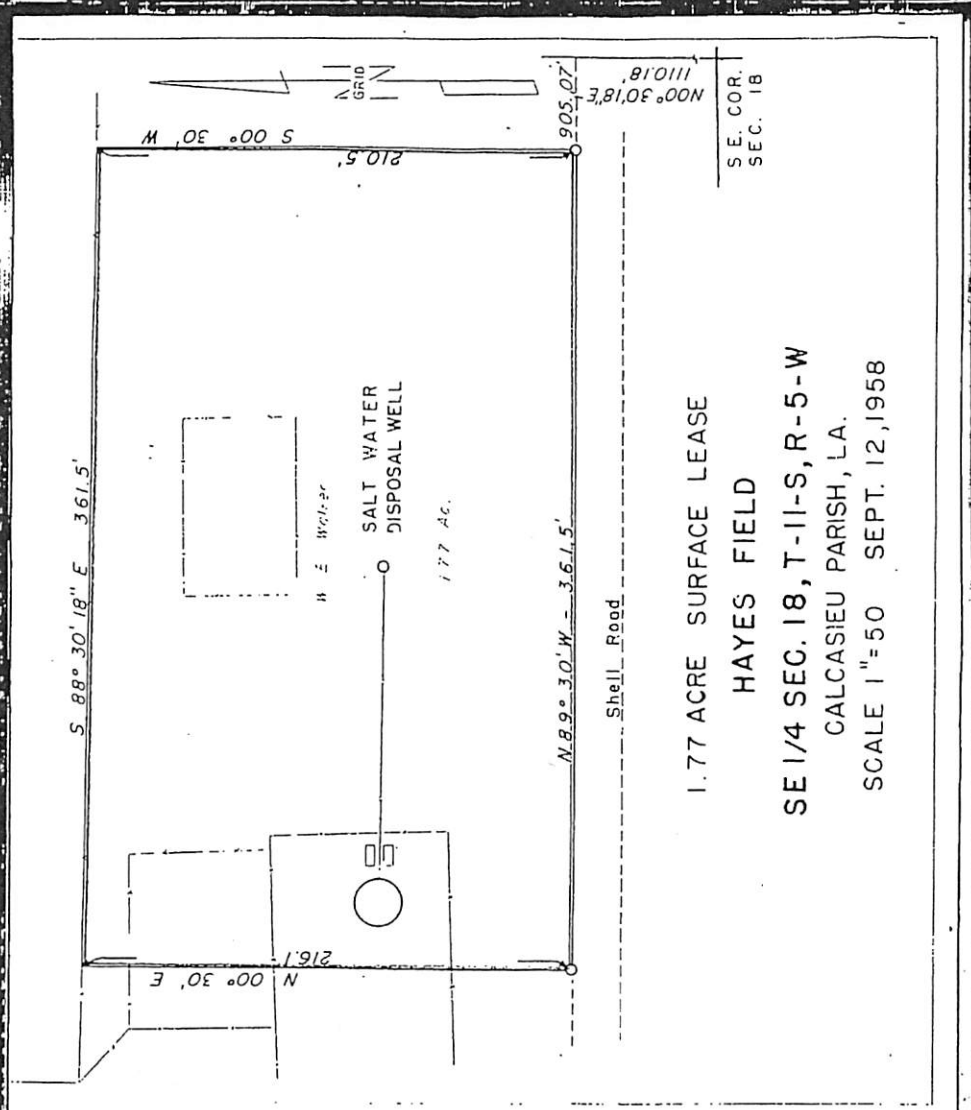 GRID
N
S 88° 30' 18" E 361.5'
S 00° 30' W
210.5'
905.07'
N00° 30' 18" E
1110.18'
S E. COR.
SEC. 18
SALT WATER
DISPOSAL WELL
1.77 Ac.
N 00° 30' E
216.1
N 89° 30' W - 361.5'
Shell Road
1.77 ACRE SURFACE LEASE
HAYES FIELD
SE 1/4 SEC. 18, T-11-S, R-5-W
CALCASIEU PARISH, LA.
SCALE 1"=50 SEPT. 12, 1958